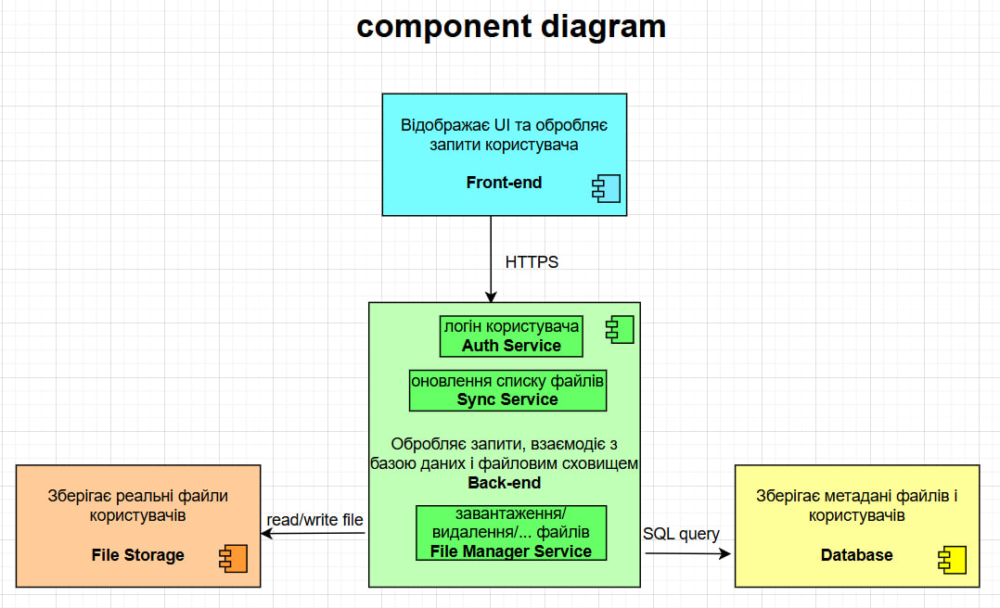 component diagram
Відображає UI та обробляє
запити користувача
Front-end
HTTPS
логін користувача
Auth Service
оновлення списку файлів
Sync Service
Обробляє запити, взаємодіє з
базою даних і файловим сховищем
Back-end
завантаження/
видалення/... файлів
File Manager Service
read/write file
Зберігає реальні файли
користувачів
File Storage
SQL query
Зберігає метадані файлів і
користувачів
Database